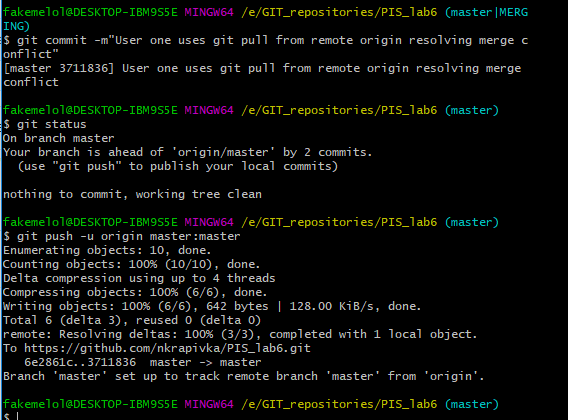 fakemelol@DESKTOP-IBM9S5E MINGW64 /e/GIT_repositories/PIS_lab6 (master|MERG
ING)
$ git commit -m"User one uses git pull from remote origin resolving merge c
onflict"
[master 3711836] User one uses git pull from remote origin resolving merge
conflict
fakemelol@DESKTOP-IBM9S5E MINGW64 /e/GIT_repositories/PIS_lab6 (master)
$ git status
On branch master
Your branch is ahead of 'origin/master' by 2 commits.
  (use "git push" to publish your local commits)
nothing to commit, working tree clean
fakemelol@DESKTOP-IBM9S5E MINGW64 /e/GIT_repositories/PIS_lab6 (master)
$ git push -u origin master:master
Enumerating objects: 10, done.
Counting objects: 100% (10/10), done.
Delta compression using up to 4 threads
Compressing objects: 100% (6/6), done.
Writing objects: 100% (6/6), 642 bytes | 128.00 KiB/s, done.
Total 6 (delta 3), reused 0 (delta 0)
remote: Resolving deltas: 100% (3/3), completed with 1 local object.
To https://github.com/nkrapivka/PIS_lab6.git
   6e2861c..3711836  master -> master
Branch 'master' set up to track remote branch 'master' from 'origin'.
fakemelol@DESKTOP-IBM9S5E MINGW64 /e/GIT_repositories/PIS_lab6 (master)
$